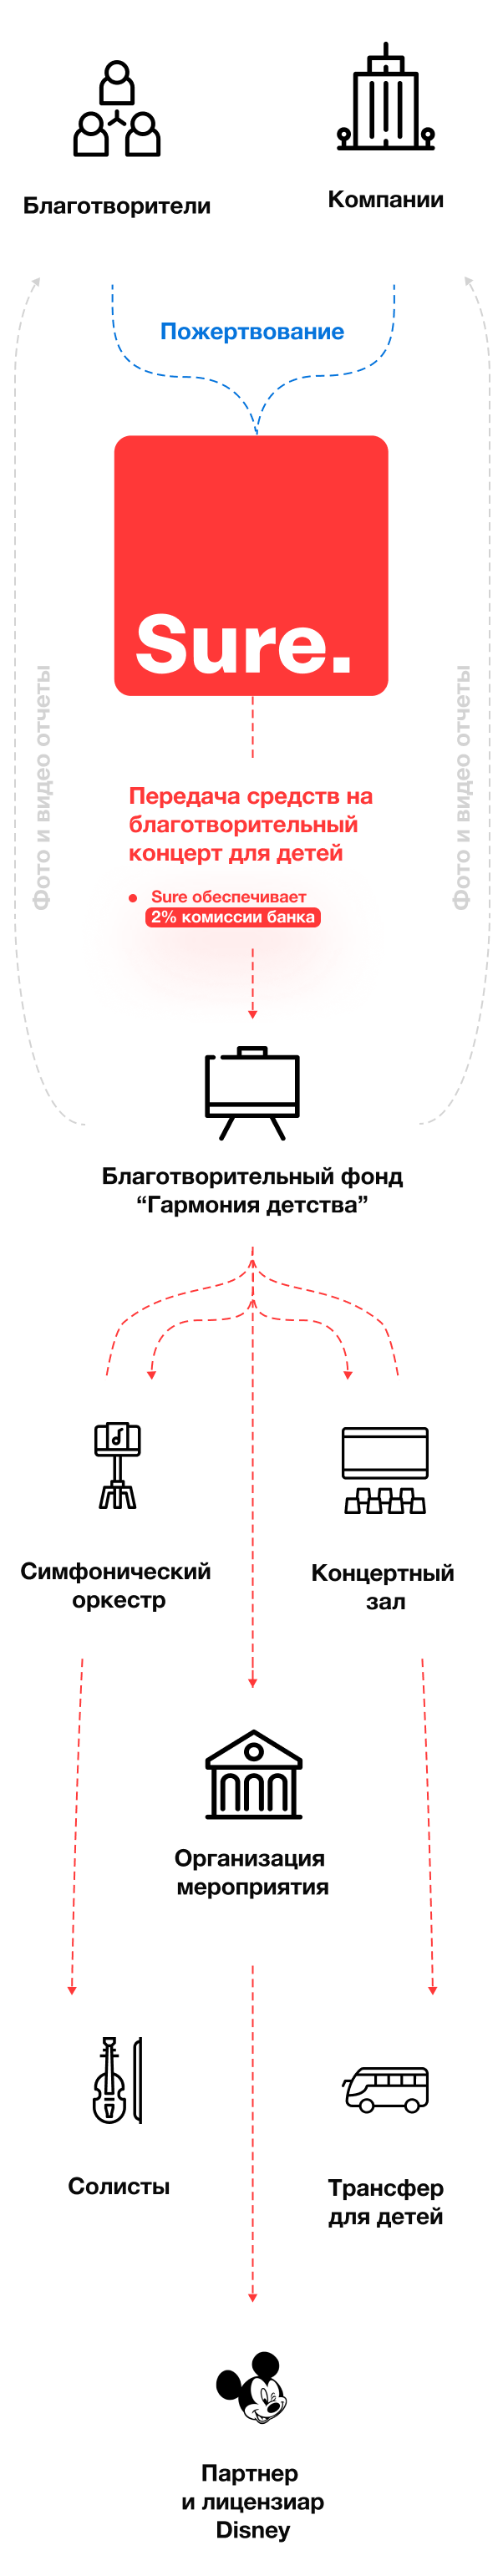 Благотворители
Компании
Пожертвование
Sure.
Фото и видео отчеты
Фото и видео отчеты
Передача средств на
благотворительный
концерт для детей
• Sure обеспечивает
2% комиссии банка
Благотворительный фонд
“Гармония детства”
Симфонический
оркестр
Концертный
зал
Организация
мероприятия
Солисты
Трансфер
для детей
Партнер
и лицензиар
Disney